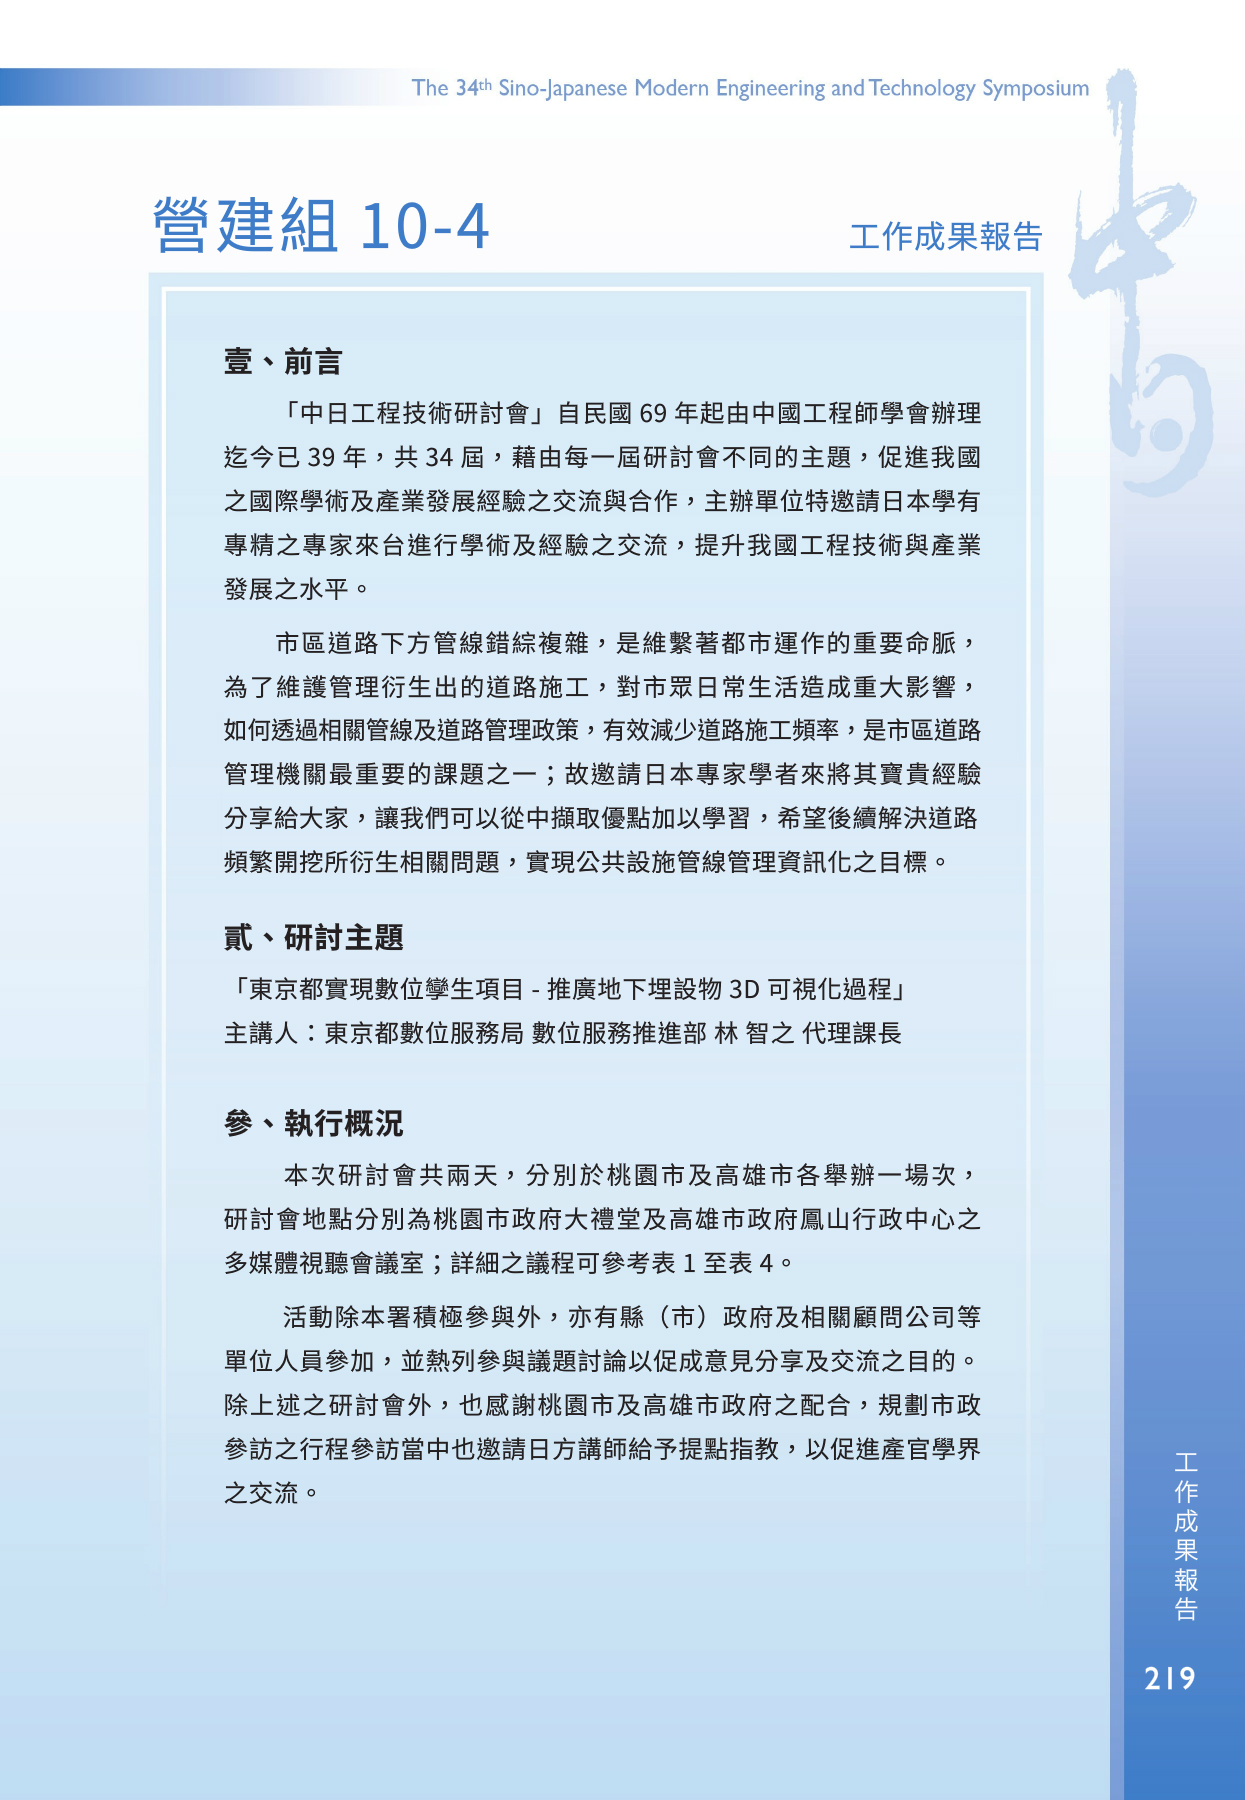 The 34th Sino-Japanese Modern Engineering and Technology Symposium
中日
營建組 10-4
工作成果報告
壹、前言
「中日工程技術研討會」自民國 69 年起由中國工程師學會辦理
迄今已 39 年，共 34 屆，藉由每一屆研討會不同的主題，促進我國
之國際學術及產業發展經驗之交流與合作，主辦單位特邀請日本學有
專精之專家來台進行學術及經驗之交流，提升我國工程技術與產業
發展之水平。
市區道路下方管線錯綜複雜，是維繫著都市運作的重要命脈，
為了維護管理衍生出的道路施工，對市眾日常生活造成重大影響，
如何透過相關管線及道路管理政策，有效減少道路施工頻率，是市區道路
管理機關最重要的課題之一；故邀請日本專家學者來將其寶貴經驗
分享給大家，讓我們可以從中擷取優點加以學習，希望後續解決道路
頻繁開挖所衍生相關問題，實現公共設施管線管理資訊化之目標。
貳、研討主題
「東京都實現數位孿生項目 - 推廣地下埋設物 3D 可視化過程」
主講人：東京都數位服務局 數位服務推進部 林 智之 代理課長
參、執行概況
本次研討會共兩天，分別於桃園市及高雄市各舉辦一場次，
研討會地點分別為桃園市政府大禮堂及高雄市政府鳳山行政中心之
多媒體視聽會議室；詳細之議程可參考表 1 至表 4。
活動除本署積極參與外，亦有縣（市）政府及相關顧問公司等
單位人員參加，並熱列參與議題討論以促成意見分享及交流之目的。
除上述之研討會外，也感謝桃園市及高雄市政府之配合，規劃市政
參訪之行程參訪當中也邀請日方講師給予提點指教，以促進產官學界
之交流。
工作成果報告
219